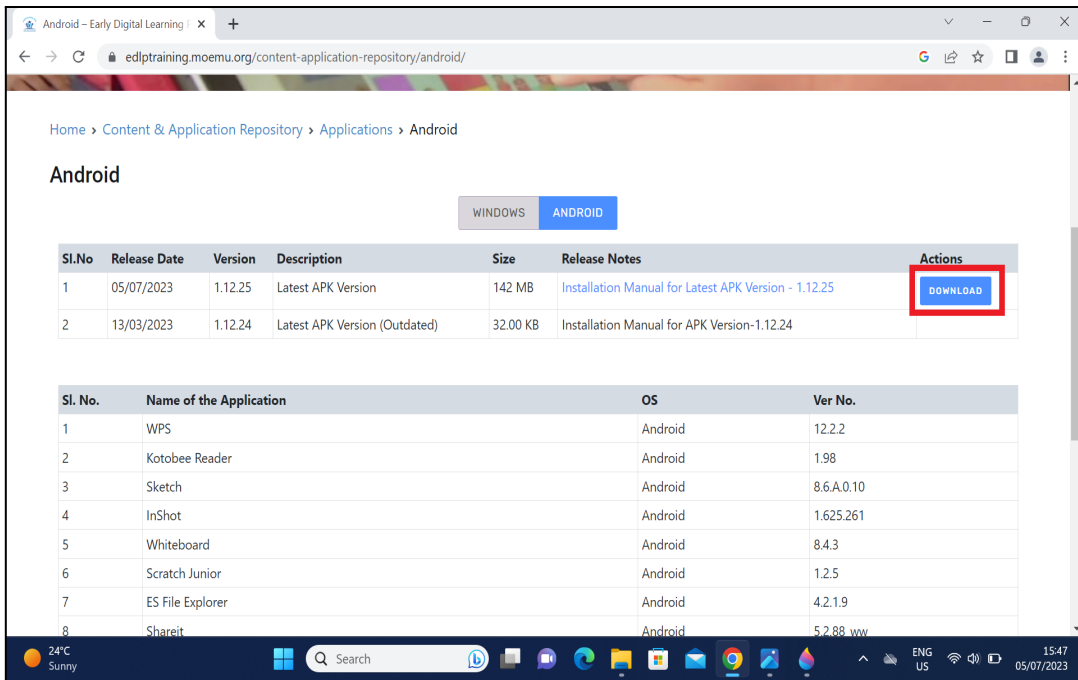 Android – Early Digital Learning
edlptraining.moemu.org/content-application-repository/android/
Home › Content & Application Repository › Applications › Android
Android
WINDOWS ANDROID
Sl.No Release Date Version Description Size Release Notes Actions
1 05/07/2023 1.12.25 Latest APK Version 142 MB Installation Manual for Latest APK Version - 1.12.25 DOWNLOAD
2 13/03/2023 1.12.24 Latest APK Version (Outdated) 32.00 KB Installation Manual for APK Version-1.12.24
Sl. No. Name of the Application OS Ver No.
1 WPS Android 12.2.2
2 Kotobee Reader Android 1.98
3 Sketch Android 8.6.A.0.10
4 InShot Android 1.625.261
5 Whiteboard Android 8.4.3
6 Scratch Junior Android 1.2.5
7 ES File Explorer Android 4.2.1.9
8 Shareit Android 5.2.88_ww
24°C
Sunny
Search
ENG
US
15:47
05/07/2023